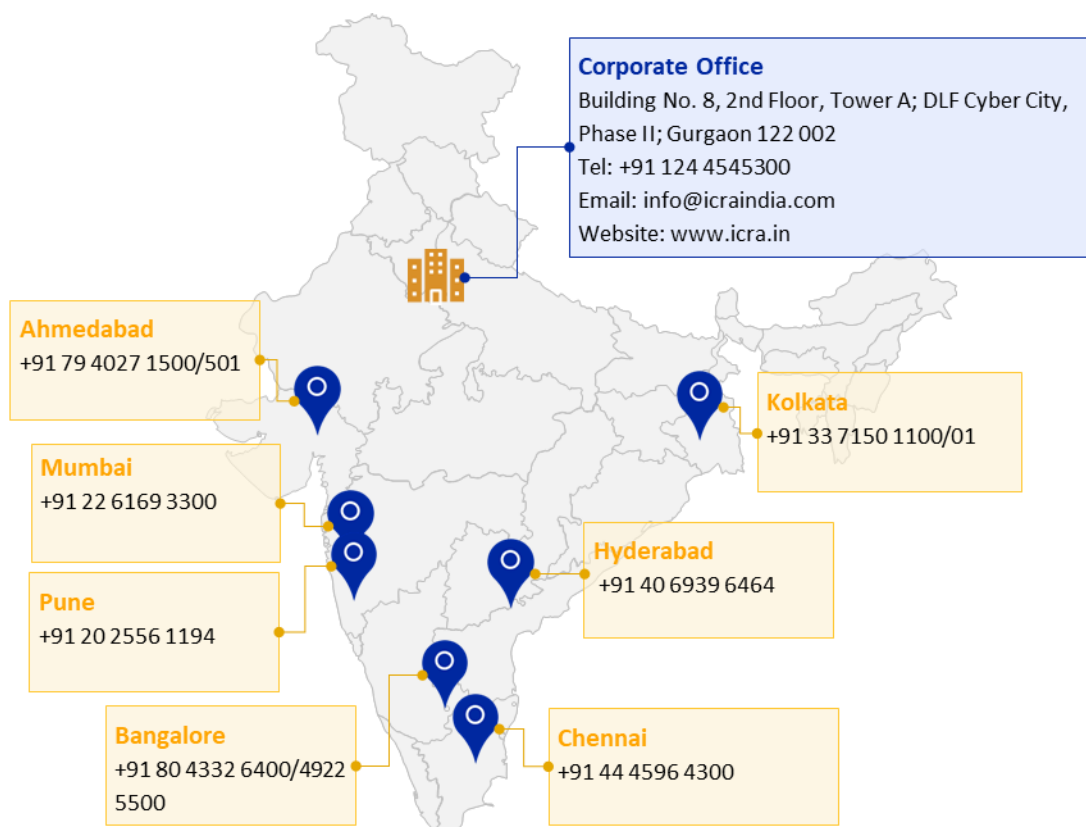 Corporate Office
Building No. 8, 2nd Floor, Tower A; DLF Cyber City,
Phase II; Gurgaon 122 002
Tel: +91 124 4545300
Email: info@icraindia.com
Website: www.icra.in
Ahmedabad
+91 79 4027 1500/501
Kolkata
+91 33 7150 1100/01
Mumbai
+91 22 6169 3300
Hyderabad
+91 40 6939 6464
Pune
+91 20 2556 1194
Bangalore
+91 80 4332 6400/4922
5500
Chennai
+91 44 4596 4300